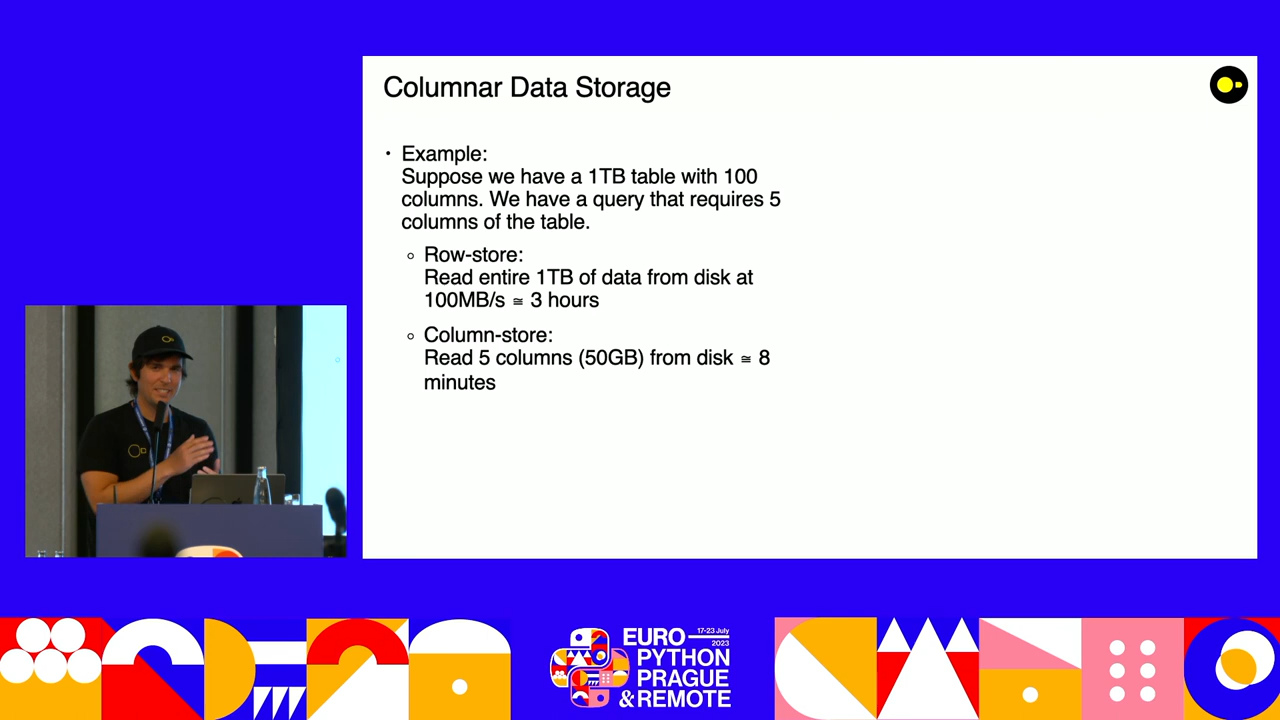 Columnar Data Storage
• Example:
Suppose we have a 1TB table with 100
columns. We have a query that requires 5
columns of the table.
○ Row-store:
Read entire 1TB of data from disk at
100MB/s ≅ 3 hours
○ Column-store:
Read 5 columns (50GB) from disk ≅ 8
minutes
EURO 17-23 July
2023
PYTHON
PRAGUE
& REMOTE